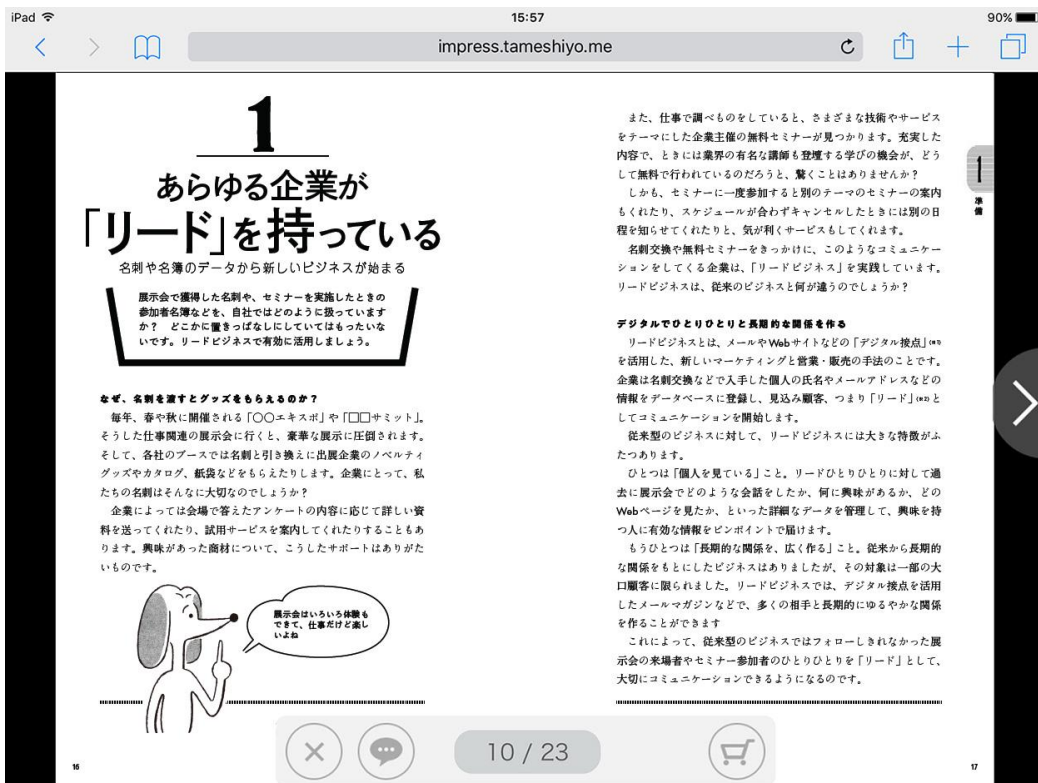 iPad
15:57
90%
impress.tameshiyo.me
1
あらゆる企業が
「リード」を持っている
名刺や名簿のデータから新しいビジネスが始まる
展示会で獲得した名刺や、セミナーを実施したときの
参加者名簿などを、自社ではどのように扱っています
か？　どこかに置きっぱなしにしていてはもったいな
いです。リードビジネスで有効に活用しましょう。
なぜ、名刺を渡すとグッズをもらえるのか？
毎年、春や秋に開催される「〇〇エキスポ」や「□□サミット」。
そうした仕事関連の展示会に行くと、豪華な展示に圧倒されます。
そして、各社のブースでは名刺と引き換えに出展企業のノベルティ
グッズやカタログ、紙袋などをもらえたりします。企業にとって、私
たちの名刺はそんなに大切なのでしょうか？
企業によっては会場で答えたアンケートの内容に応じて詳しい資
料を送ってくれたり、試用サービスを案内してくれたりすることもあ
ります。興味があった商材について、こうしたサポートはありがた
いものです。
展示会はいろいろ体験も
できて、仕事だけど楽し
いよね
16
また、仕事で調べものをしていると、さまざまな技術やサービス
をテーマにした企業主催の無料セミナーが見つかります。充実した
内容で、ときには業界の有名な講師も登壇する学びの機会が、どう
して無料で行われているのだろうと、驚くことはありませんか？
しかも、セミナーに一度参加すると別のテーマのセミナーの案内
もくれたり、スケジュールが合わずキャンセルしたときには別の日
程を知らせてくれたりと、気が利くサービスもしてくれます。
名刺交換や無料セミナーをきっかけに、このようなコミュニケー
ションをしてくる企業は、「リードビジネス」を実践しています。
リードビジネスは、従来のビジネスと何が違うのでしょうか？
デジタルでひとりひとりと長期的な関係を作る
リードビジネスとは、メールやWebサイトなどの「デジタル接点」(※1)
を活用した、新しいマーケティングと営業・販売の手法のことです。
企業は名刺交換などで入手した個人の氏名やメールアドレスなどの
情報をデータベースに登録し、見込み顧客、つまり「リード」(※2)と
してコミュニケーションを開始します。
従来型のビジネスに対して、リードビジネスには大きな特徴がふ
たつあります。
ひとつは「個人を見ている」こと。リードひとりひとりに対して過
去に展示会でどのような会話をしたか、何に興味があるか、どの
Webページを見たか、といった詳細なデータを管理して、興味を持
つ人に有効な情報をピンポイントで届けます。
もうひとつは「長期的な関係を、広く作る」こと。従来から長期的
な関係をもとにしたビジネスはありましたが、その対象は一部の大
口顧客に限られました。リードビジネスでは、デジタル接点を活用
したメールマガジンなどで、多くの相手と長期的にゆるやかな関係
を作ることができます
これによって、従来型のビジネスではフォローしきれなかった展
示会の来場者やセミナー参加者のひとりひとりを「リード」として、
大切にコミュニケーションできるようになるのです。
1
準備
17
10 / 23